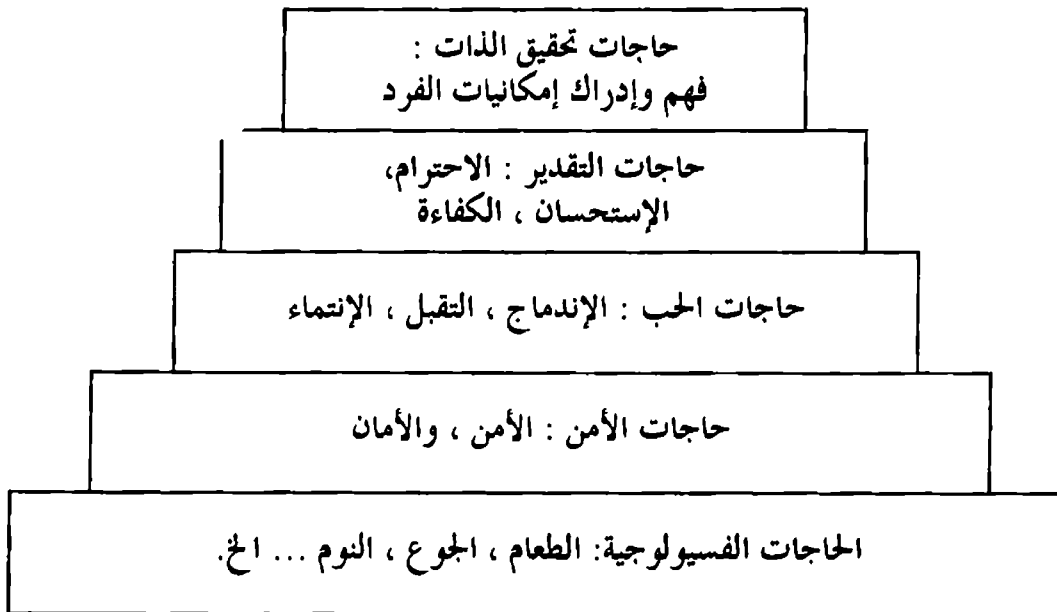 حاجات تحقيق الذات :
فهم وإدراك إمكانيات الفرد
حاجات التقدير : الاحترام،
الإستحسان ، الكفاءة
حاجات الحب : الإندماج ، التقبل ، الإنتماء
حاجات الأمن : الأمن ، والأمان
الحاجات الفسيولوجية: الطعام ، الجوع ، النوم ... الخ.